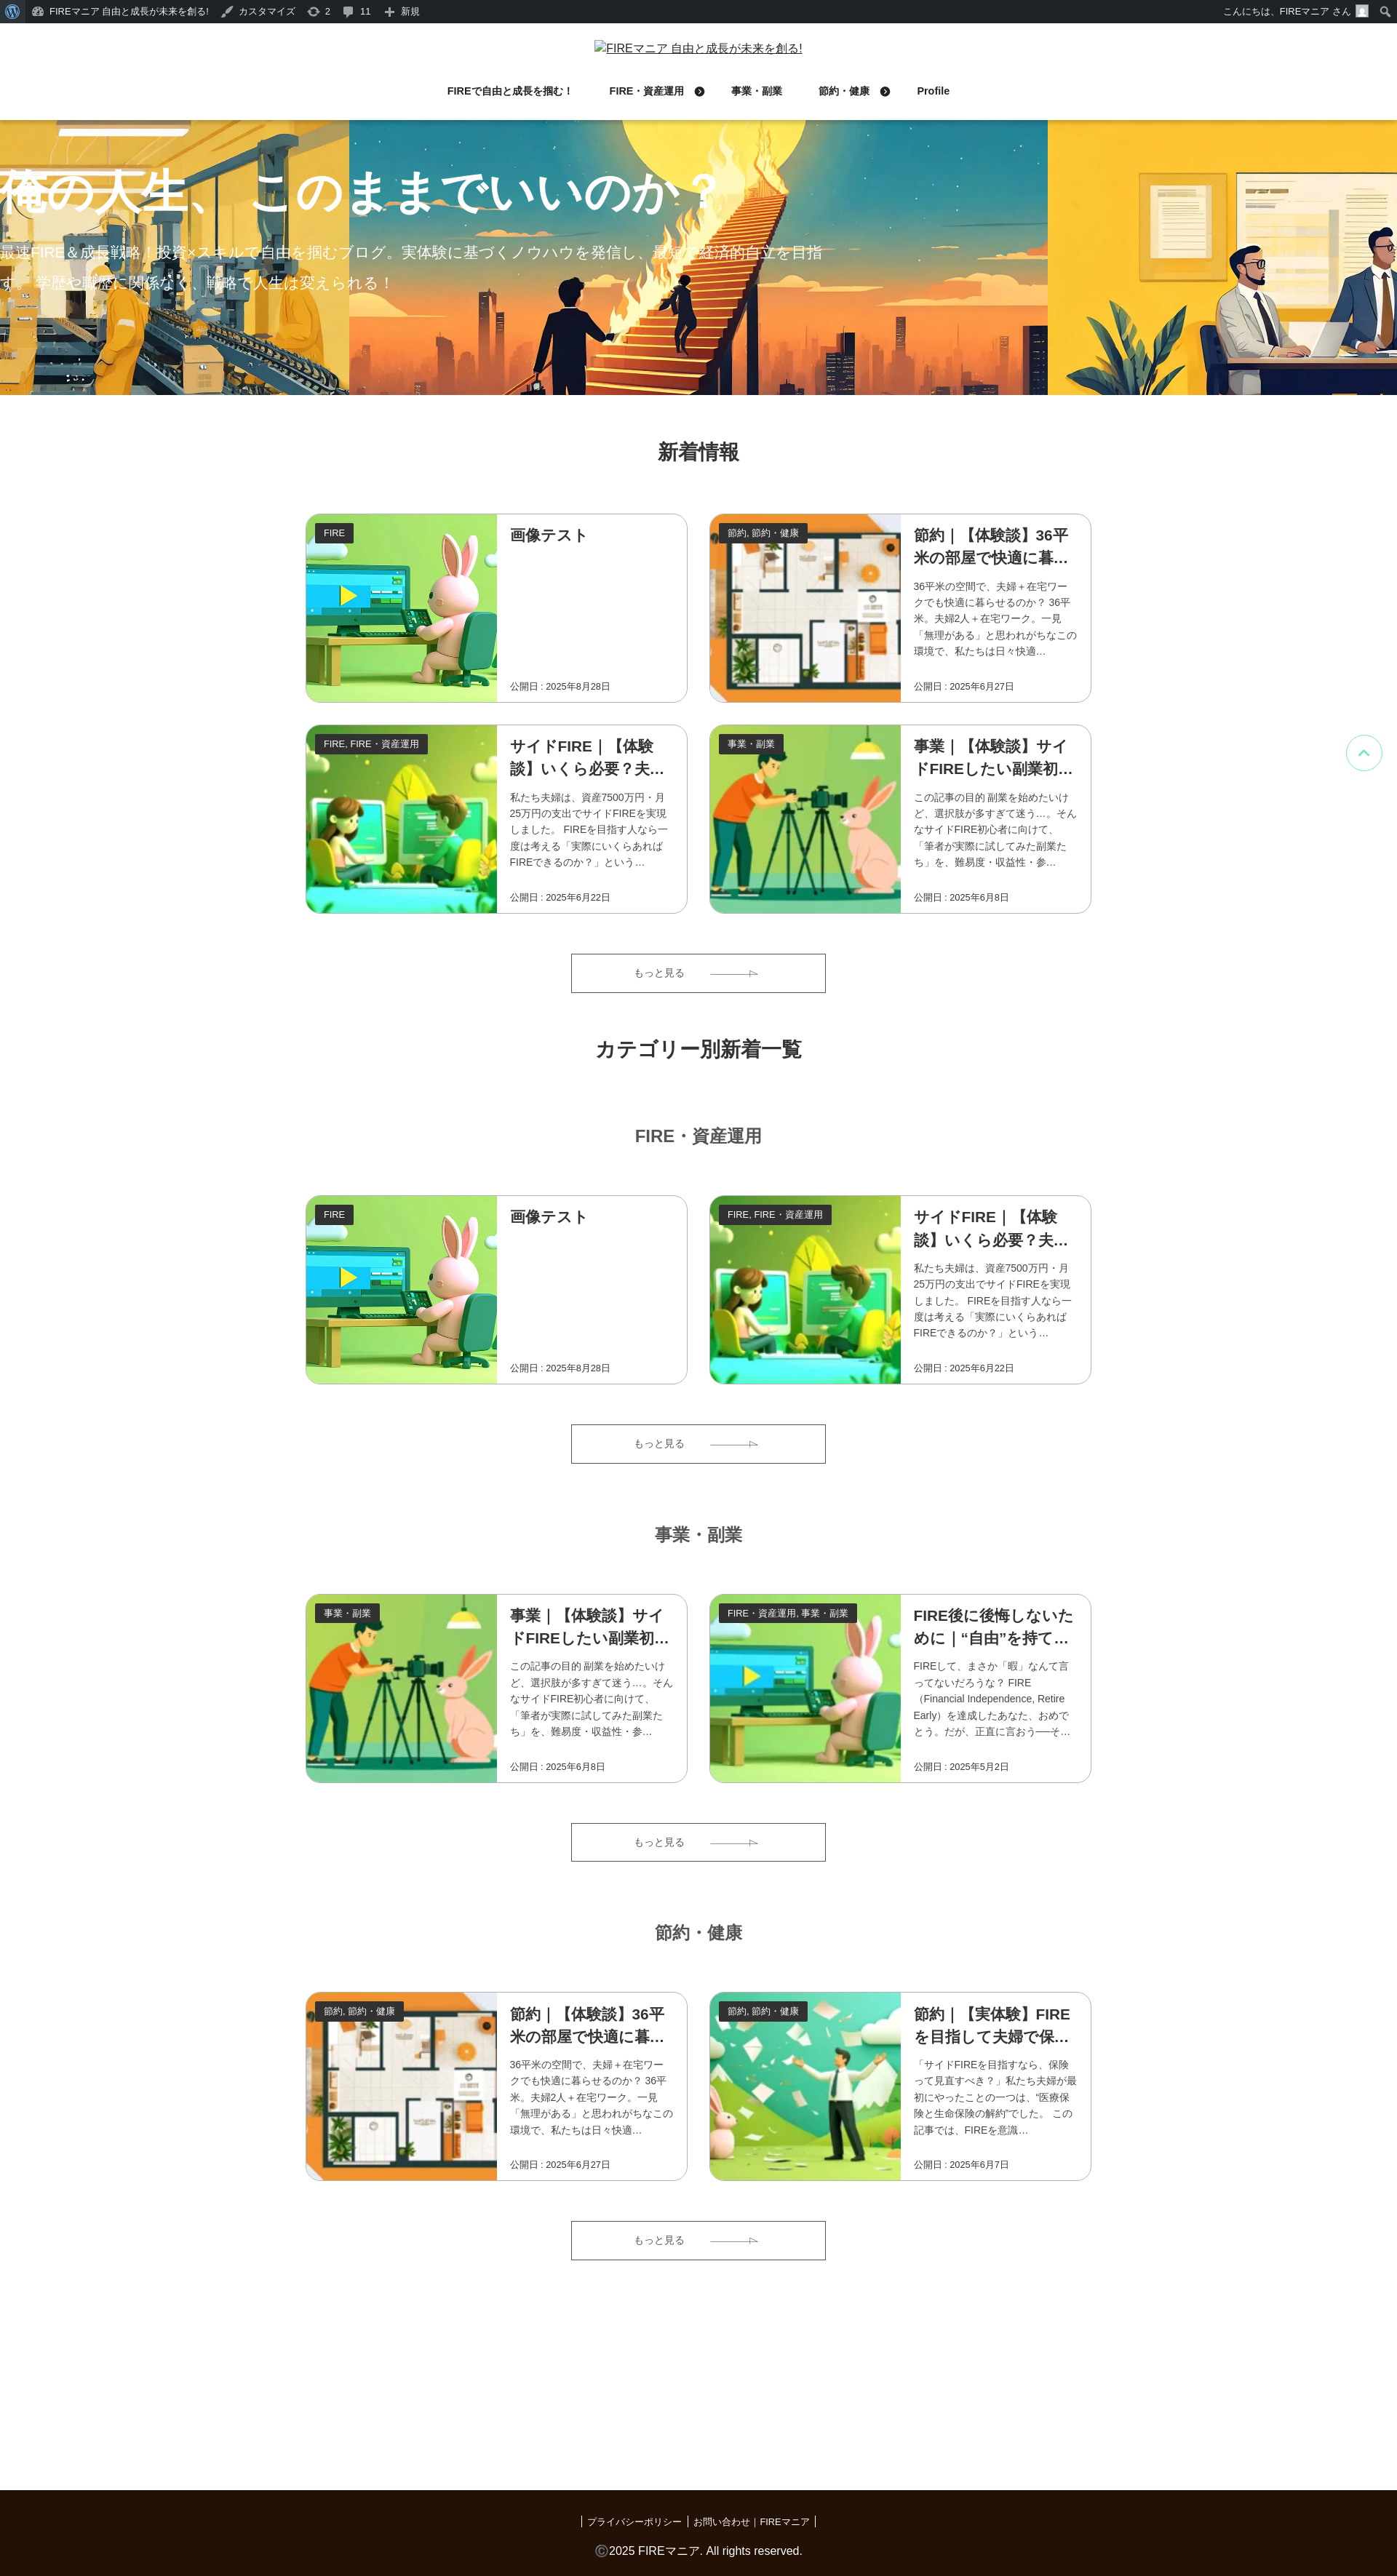 FIREマニア 自由と成長が未来を創る! カスタマイズ 2 11 新規 こんにちは、FIREマニア さん
FIREマニア 自由と成長が未来を創る!
FIREで自由と成長を掴む！ FIRE・資産運用 事業・副業 節約・健康 Profile
俺の人生、 このままでいいのか？
最速FIRE＆成長戦略！投資×スキルで自由を掴むブログ。実体験に基づくノウハウを発信し、最短で経済的自立を目指
す。 学歴や職歴に関係なく、戦略で人生は変えられる！
新着情報
FIRE
画像テスト
公開日 : 2025年8月28日
節約, 節約・健康
節約｜【体験談】36平
米の部屋で快適に暮…
36平米の空間で、夫婦＋在宅ワー
クでも快適に暮らせるのか？ 36平
米。夫婦2人＋在宅ワーク。一見
「無理がある」と思われがちなこの
環境で、私たちは日々快適…
公開日 : 2025年6月27日
FIRE, FIRE・資産運用
サイドFIRE｜【体験
談】いくら必要？夫…
私たち夫婦は、資産7500万円・月
25万円の支出でサイドFIREを実現
しました。 FIREを目指す人なら一
度は考える「実際にいくらあれば
FIREできるのか？」という…
公開日 : 2025年6月22日
事業・副業
事業｜【体験談】サイ
ドFIREしたい副業初…
この記事の目的 副業を始めたいけ
ど、選択肢が多すぎて迷う…。そん
なサイドFIRE初心者に向けて、
「筆者が実際に試してみた副業た
ち」を、難易度・収益性・参…
公開日 : 2025年6月8日
もっと見る
カテゴリー別新着一覧
FIRE・資産運用
FIRE
画像テスト
公開日 : 2025年8月28日
FIRE, FIRE・資産運用
サイドFIRE｜【体験
談】いくら必要？夫…
私たち夫婦は、資産7500万円・月
25万円の支出でサイドFIREを実現
しました。 FIREを目指す人なら一
度は考える「実際にいくらあれば
FIREできるのか？」という…
公開日 : 2025年6月22日
もっと見る
事業・副業
事業・副業
事業｜【体験談】サイ
ドFIREしたい副業初…
この記事の目的 副業を始めたいけ
ど、選択肢が多すぎて迷う…。そん
なサイドFIRE初心者に向けて、
「筆者が実際に試してみた副業た
ち」を、難易度・収益性・参…
公開日 : 2025年6月8日
FIRE・資産運用, 事業・副業
FIRE後に後悔しないた
めに｜“自由”を持て…
FIREして、まさか「暇」なんて言
ってないだろうな？ FIRE
（Financial Independence, Retire
Early）を達成したあなた、おめで
とう。だが、正直に言おう──そ…
公開日 : 2025年5月2日
もっと見る
節約・健康
節約, 節約・健康
節約｜【体験談】36平
米の部屋で快適に暮…
36平米の空間で、夫婦＋在宅ワー
クでも快適に暮らせるのか？ 36平
米。夫婦2人＋在宅ワーク。一見
「無理がある」と思われがちなこの
環境で、私たちは日々快適…
公開日 : 2025年6月27日
節約, 節約・健康
節約｜【実体験】FIRE
を目指して夫婦で保…
「サイドFIREを目指すなら、保険
って見直すべき？」私たち夫婦が最
初にやったことの一つは、“医療保
険と生命保険の解約”でした。 この
記事では、FIREを意識…
公開日 : 2025年6月7日
もっと見る
プライバシーポリシー お問い合わせ｜FIREマニア
©2025 FIREマニア. All rights reserved.